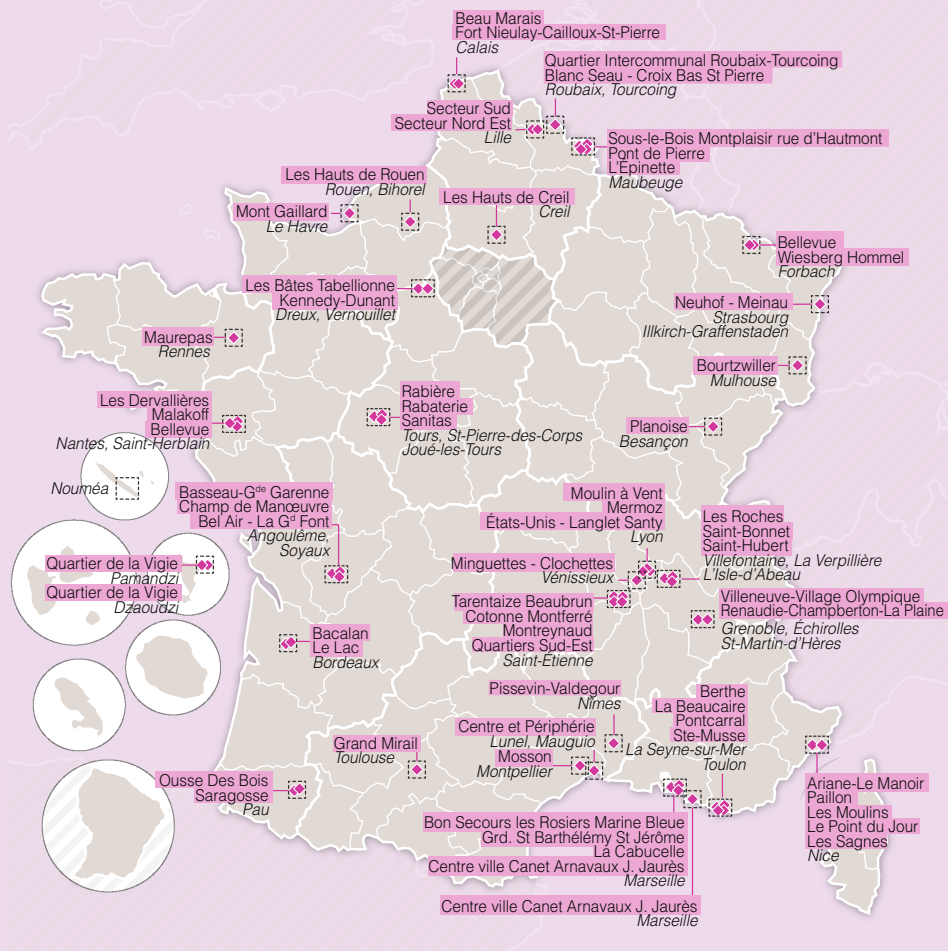 Beau Marais
Fort Nieulay-Cailloux-St-Pierre
Calais
Quartier Intercommunal Roubaix-Tourcoing
Blanc Seau - Croix Bas St Pierre
Roubaix, Tourcoing
Secteur Sud
Secteur Nord Est
Lille
Sous-le-Bois Montplaisir rue d'Hautmont
Pont de Pierre
L'Épinette
Maubeuge
Les Hauts de Rouen
Rouen, Bihorel
Les Hauts de Creil
Creil
Mont Gaillard
Le Havre
Bellevue
Wiesberg Hommel
Forbach
Les Bâtes Tabellionne
Kennedy-Dunant
Dreux, Vernouillet
Neuhof - Meinau
Strasbourg
Illkirch-Graffenstaden
Maurepas
Rennes
Bourtzwiller
Mulhouse
Les Dervallières
Malakoff
Bellevue
Nantes, Saint-Herblain
Rabière
Rabaterie
Sanitas
Tours, St-Pierre-des-Corps
Joué-les-Tours
Planoise
Besançon
Nouméa
Basseau-Gde Garenne
Champ de Manœuvre
Bel Air - La Gd Font
Angoulême,
Soyaux
Moulin à Vent
Mermoz
États-Unis - Langlet Santy
Lyon
Les Roches
Saint-Bonnet
Saint-Hubert
Villefontaine, La Verpillière
L'Isle-d'Abeau
Quartier de la Vigie
Pamandzi
Quartier de la Vigie
Dzaoudzi
Minguettes - Clochettes
Vénissieux
Tarentaize Beaubrun
Cotonne Montferré
Montreynaud
Quartiers Sud-Est
Saint-Étienne
Villeneuve-Village Olympique
Renaudie-Champberton-La Plaine
Grenoble, Échirolles
St-Martin-d'Hères
Bacalan
Le Lac
Bordeaux
Pissevin-Valdegour
Nîmes
Berthe
La Beaucaire
Pontcarral
Ste-Musse
La Seyne-sur-Mer
Toulon
Centre et Périphérie
Lunel, Mauguio
Mosson
Montpellier
Grand Mirail
Toulouse
Ousse Des Bois
Saragosse
Pau
Ariane-Le Manoir
Paillon
Les Moulins
Le Point du Jour
Les Sagnes
Nice
Bon Secours les Rosiers Marine Bleue
Grd. St Barthélémy St Jérôme
La Cabucelle
Centre ville Canet Arnavaux J. Jaurès
Marseille
Centre ville Canet Arnavaux J. Jaurès
Marseille